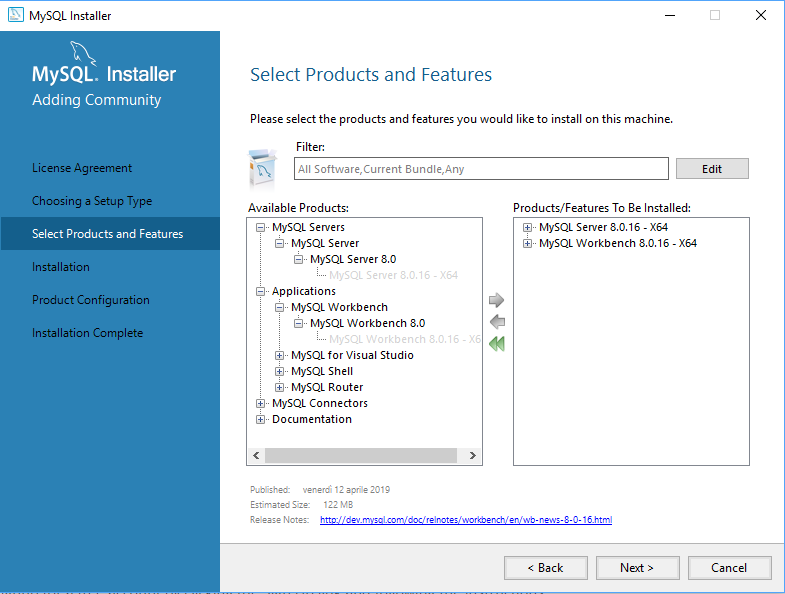 MySQL Installer
MySQL. Installer
Adding Community
License Agreement
Choosing a Setup Type
Select Products and Features
Installation
Product Configuration
Installation Complete
Select Products and Features
Please select the products and features you would like to install on this machine.
Filter:
All Software,Current Bundle,Any
Edit
Available Products:
MySQL Servers
MySQL Server
MySQL Server 8.0
MySQL Server 8.0.16 - X64
Applications
MySQL Workbench
MySQL Workbench 8.0
MySQL Workbench 8.0.16 - X6
MySQL for Visual Studio
MySQL Shell
MySQL Router
MySQL Connectors
Documentation
Products/Features To Be Installed:
MySQL Server 8.0.16 - X64
MySQL Workbench 8.0.16 - X64
Published: venerdì 12 aprile 2019
Estimated Size: 122 MB
Release Notes: http://dev.mysql.com/doc/relnotes/workbench/en/wb-news-8-0-16.html
< Back
Next >
Cancel